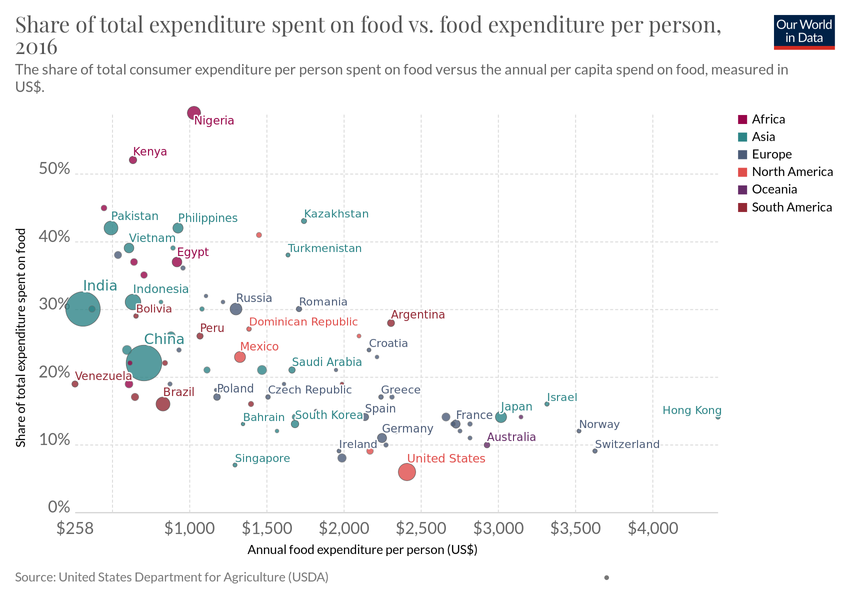 Share of total expenditure spent on food vs. food expenditure per person,
2016
Our World
in Data
The share of total consumer expenditure per person spent on food versus the annual per capita spend on food, measured in
US$.
Africa
Asia
Europe
North America
Oceania
South America
Share of total expenditure spent on food
50%
40%
30%
20%
10%
0%
Nigeria
Kenya
Pakistan
Philippines
Kazakhstan
Vietnam
Egypt
Turkmenistan
India
Indonesia
Bolivia
Russia
Romania
Argentina
Peru
Dominican Republic
China
Mexico
Croatia
Saudi Arabia
Venezuela
Brazil
Poland
Czech Republic
Greece
Israel
Spain
Japan
Hong Kong
Bahrain
South Korea
France
Norway
Germany
Australia
Ireland
Switzerland
Singapore
United States
$258
$1,000
$1,500
$2,000
$2,500
$3,000
$3,500
$4,000
Annual food expenditure per person (US$)
Source: United States Department for Agriculture (USDA)